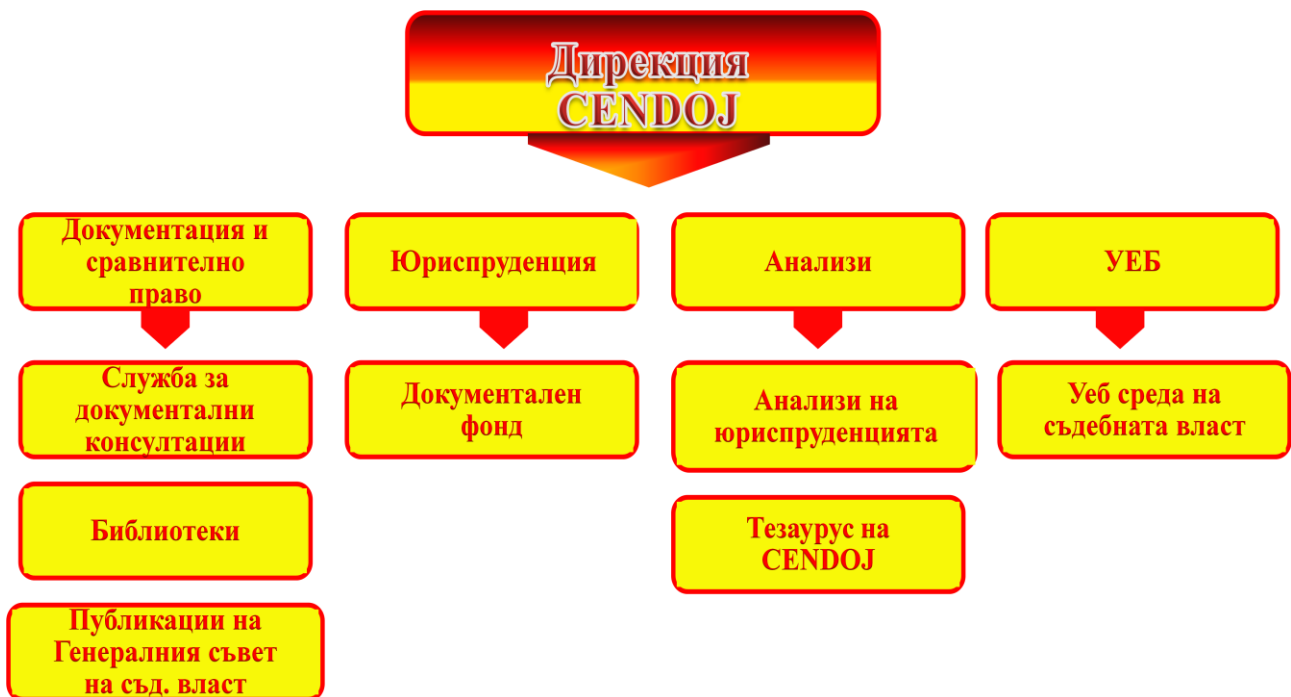 Дирекция
CENDOJ
Документация и
сравнително
право
Юриспруденция
Анализи
УЕБ
Служба за
документални
консултации
Документален
фонд
Анализи на
юриспруденцията
Уеб среда на
съдебната власт
Библиотеки
Тезаурус на
CENDOJ
Публикации на
Генералния съвет
на съд. власт